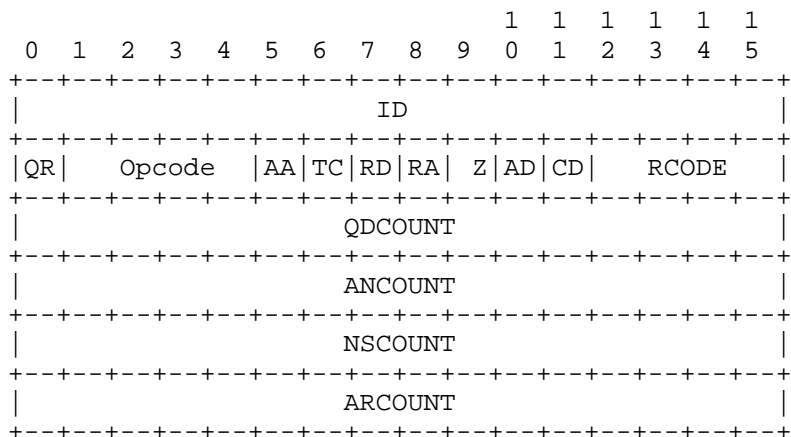 1  1  1  1  1  1
 0  1  2  3  4  5  6  7  8  9  0  1  2  3  4  5
+--+--+--+--+--+--+--+--+--+--+--+--+--+--+--+--+
|                      ID                       |
+--+--+--+--+--+--+--+--+--+--+--+--+--+--+--+--+
|QR|   Opcode  |AA|TC|RD|RA| Z|AD|CD|   RCODE   |
+--+--+--+--+--+--+--+--+--+--+--+--+--+--+--+--+
|                    QDCOUNT                    |
+--+--+--+--+--+--+--+--+--+--+--+--+--+--+--+--+
|                    ANCOUNT                    |
+--+--+--+--+--+--+--+--+--+--+--+--+--+--+--+--+
|                    NSCOUNT                    |
+--+--+--+--+--+--+--+--+--+--+--+--+--+--+--+--+
|                    ARCOUNT                    |
+--+--+--+--+--+--+--+--+--+--+--+--+--+--+--+--+